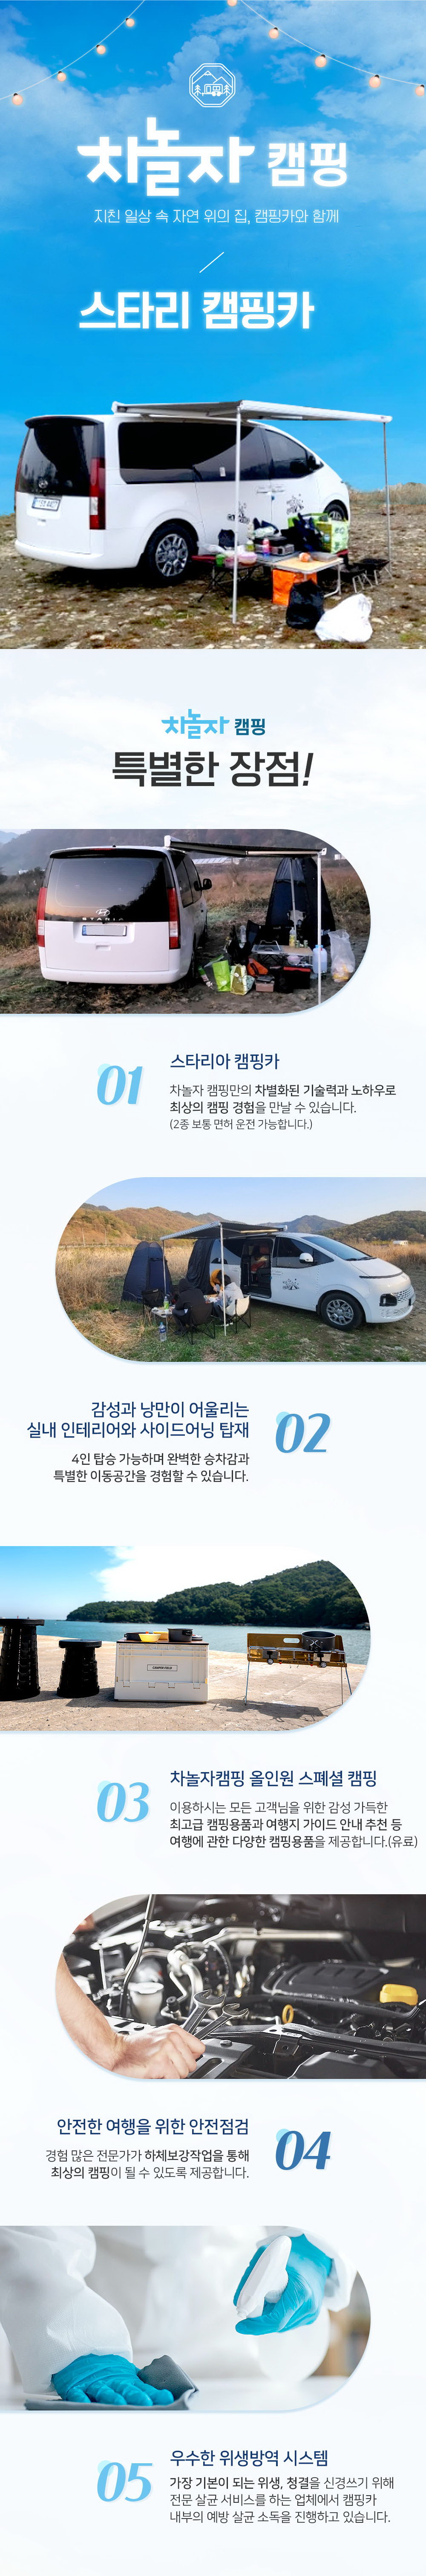 차놀자 캠핑
지친 일상 속 자연 위의 집, 캠핑카와 함께
스타리 캠핑카
차놀자 캠핑
특별한 장점!
01
스타리아 캠핑카
차놀자 캠핑만의 차별화된 기술력과 노하우로
최상의 캠핑 경험을 만날 수 있습니다.
(2종 보통 면허 운전 가능합니다.)
감성과 낭만이 어울리는
실내 인테리어와 사이드어닝 탑재
02
4인 탑승 가능하며 완벽한 승차감과
특별한 이동공간을 경험할 수 있습니다.
03
차놀자캠핑 올인원 스폐셜 캠핑
이용하시는 모든 고객님을 위한 감성 가득한
최고급 캠핑용품과 여행지 가이드 안내 추천 등
여행에 관한 다양한 캠핑용품을 제공합니다.(유료)
안전한 여행을 위한 안전점검
04
경험 많은 전문가가 하체보강작업을 통해
최상의 캠핑이 될 수 있도록 제공합니다.
05
우수한 위생방역 시스템
가장 기본이 되는 위생, 청결을 신경쓰기 위해
전문 살균 서비스를 하는 업체에서 캠핑카
내부의 예방 살균 소독을 진행하고 있습니다.